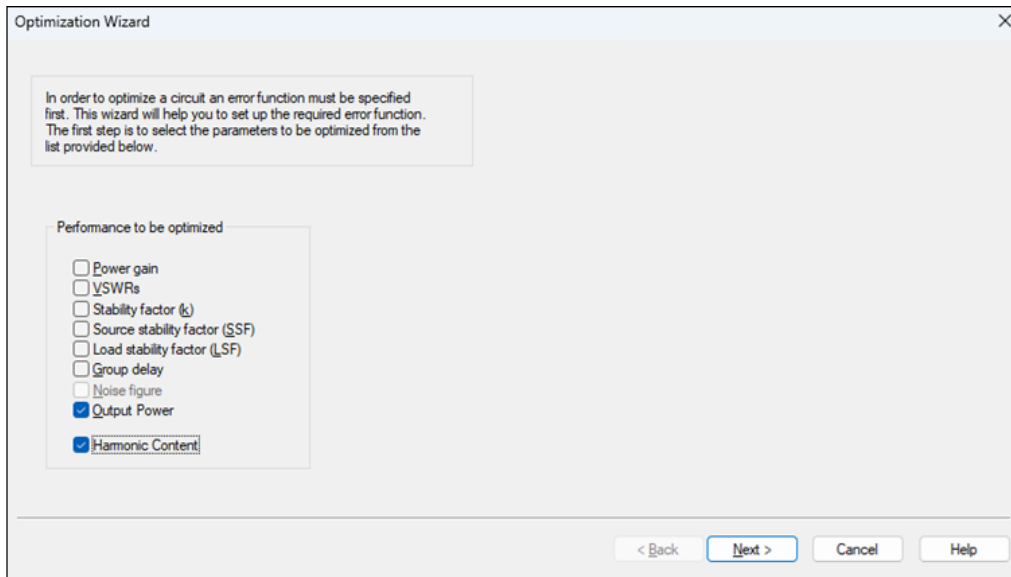 Optimization Wizard
In order to optimize a circuit an error function must be specified
first. This wizard will help you to set up the required error function.
The first step is to select the parameters to be optimized from the
list provided below.
Performance to be optimized
Power gain
VSWRs
Stability factor (k)
Source stability factor (SSF)
Load stability factor (LSF)
Group delay
Noise figure
Output Power
Harmonic Content
< Back Next > Cancel Help